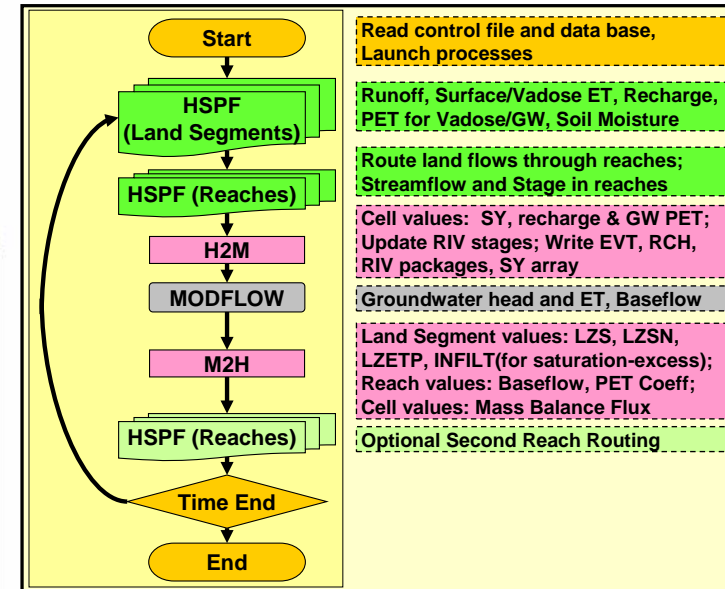 Start
Read control file and data base,
Launch processes
HSPF
(Land Segments)
Runoff, Surface/Vadose ET, Recharge,
PET for Vadose/GW, Soil Moisture
HSPF (Reaches)
Route land flows through reaches;
Streamflow and Stage in reaches
H2M
Cell values:  SY, recharge & GW PET;
Update RIV stages; Write EVT, RCH,
RIV packages, SY array
MODFLOW
Groundwater head and ET, Baseflow
M2H
Land Segment values: LZS, LZSN,
LZETP, INFILT(for saturation-excess);
Reach values: Baseflow, PET Coeff;
Cell values: Mass Balance Flux
HSPF (Reaches)
Optional Second Reach Routing
Time End
End